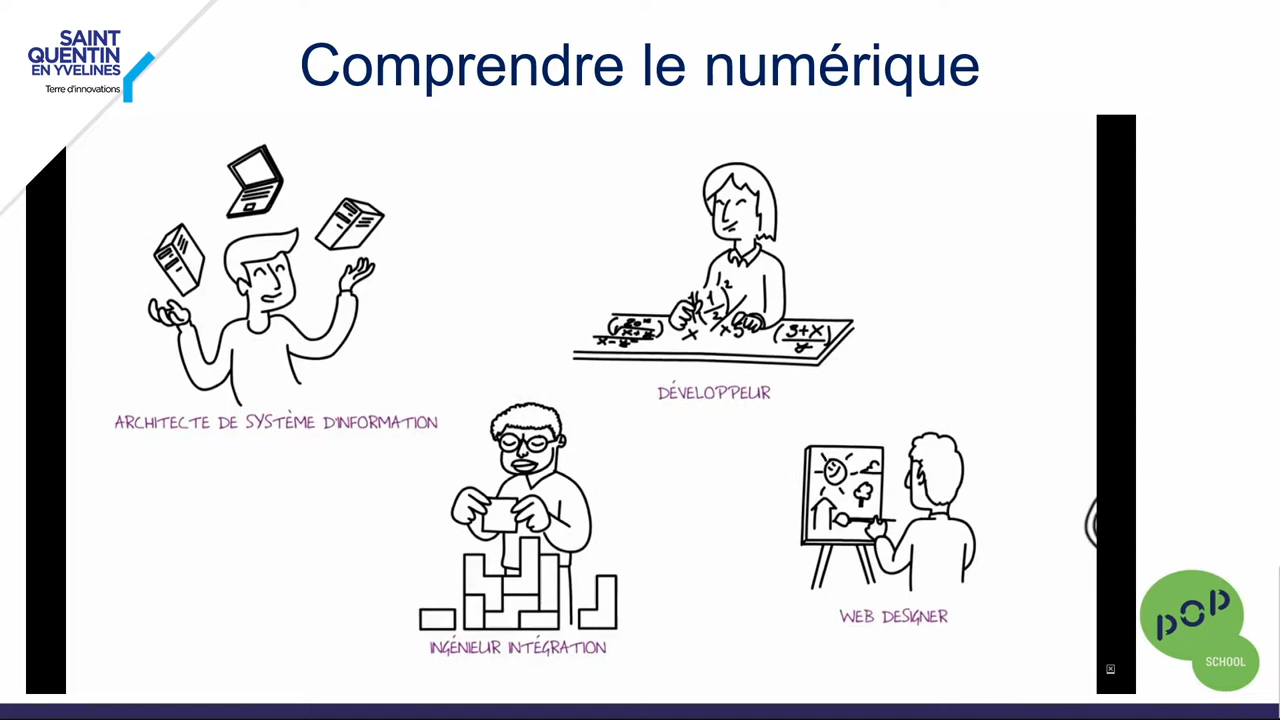 SAINT
QUENTIN
EN YVELINES
Terre d'innovations
Comprendre le numérique
ARCHITECTE DE SYSTÈME D'INFORMATION
DÉVELOPPEUR
(3+X)
y
INGÉNIEUR INTÉGRATION
WEB DESIGNER
POP
SCHOOL